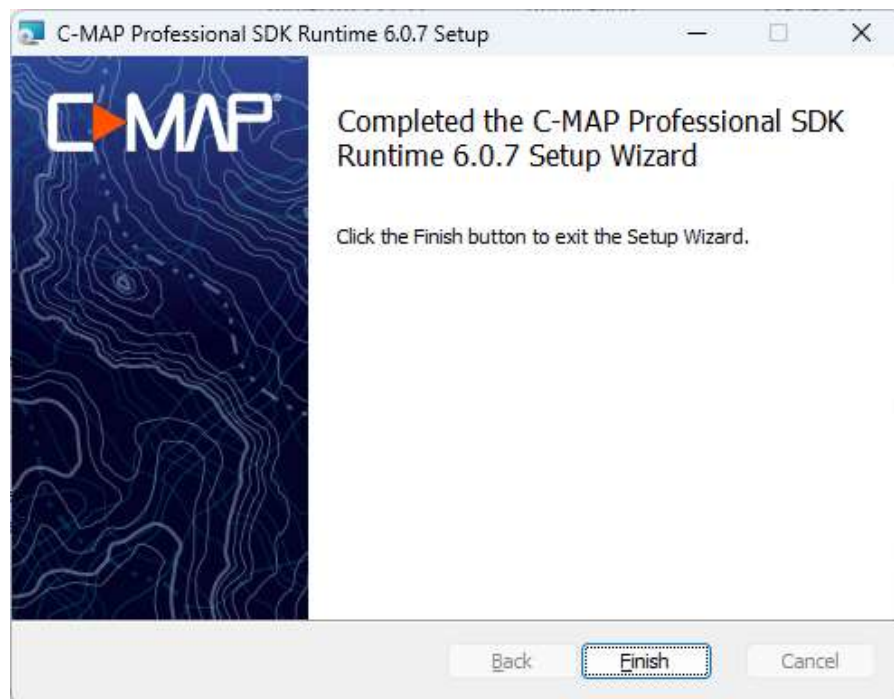 C-MAP Professional SDK Runtime 6.0.7 Setup
C-MAP®
Completed the C-MAP Professional SDK
Runtime 6.0.7 Setup Wizard
Click the Finish button to exit the Setup Wizard.
Back
Finish
Cancel